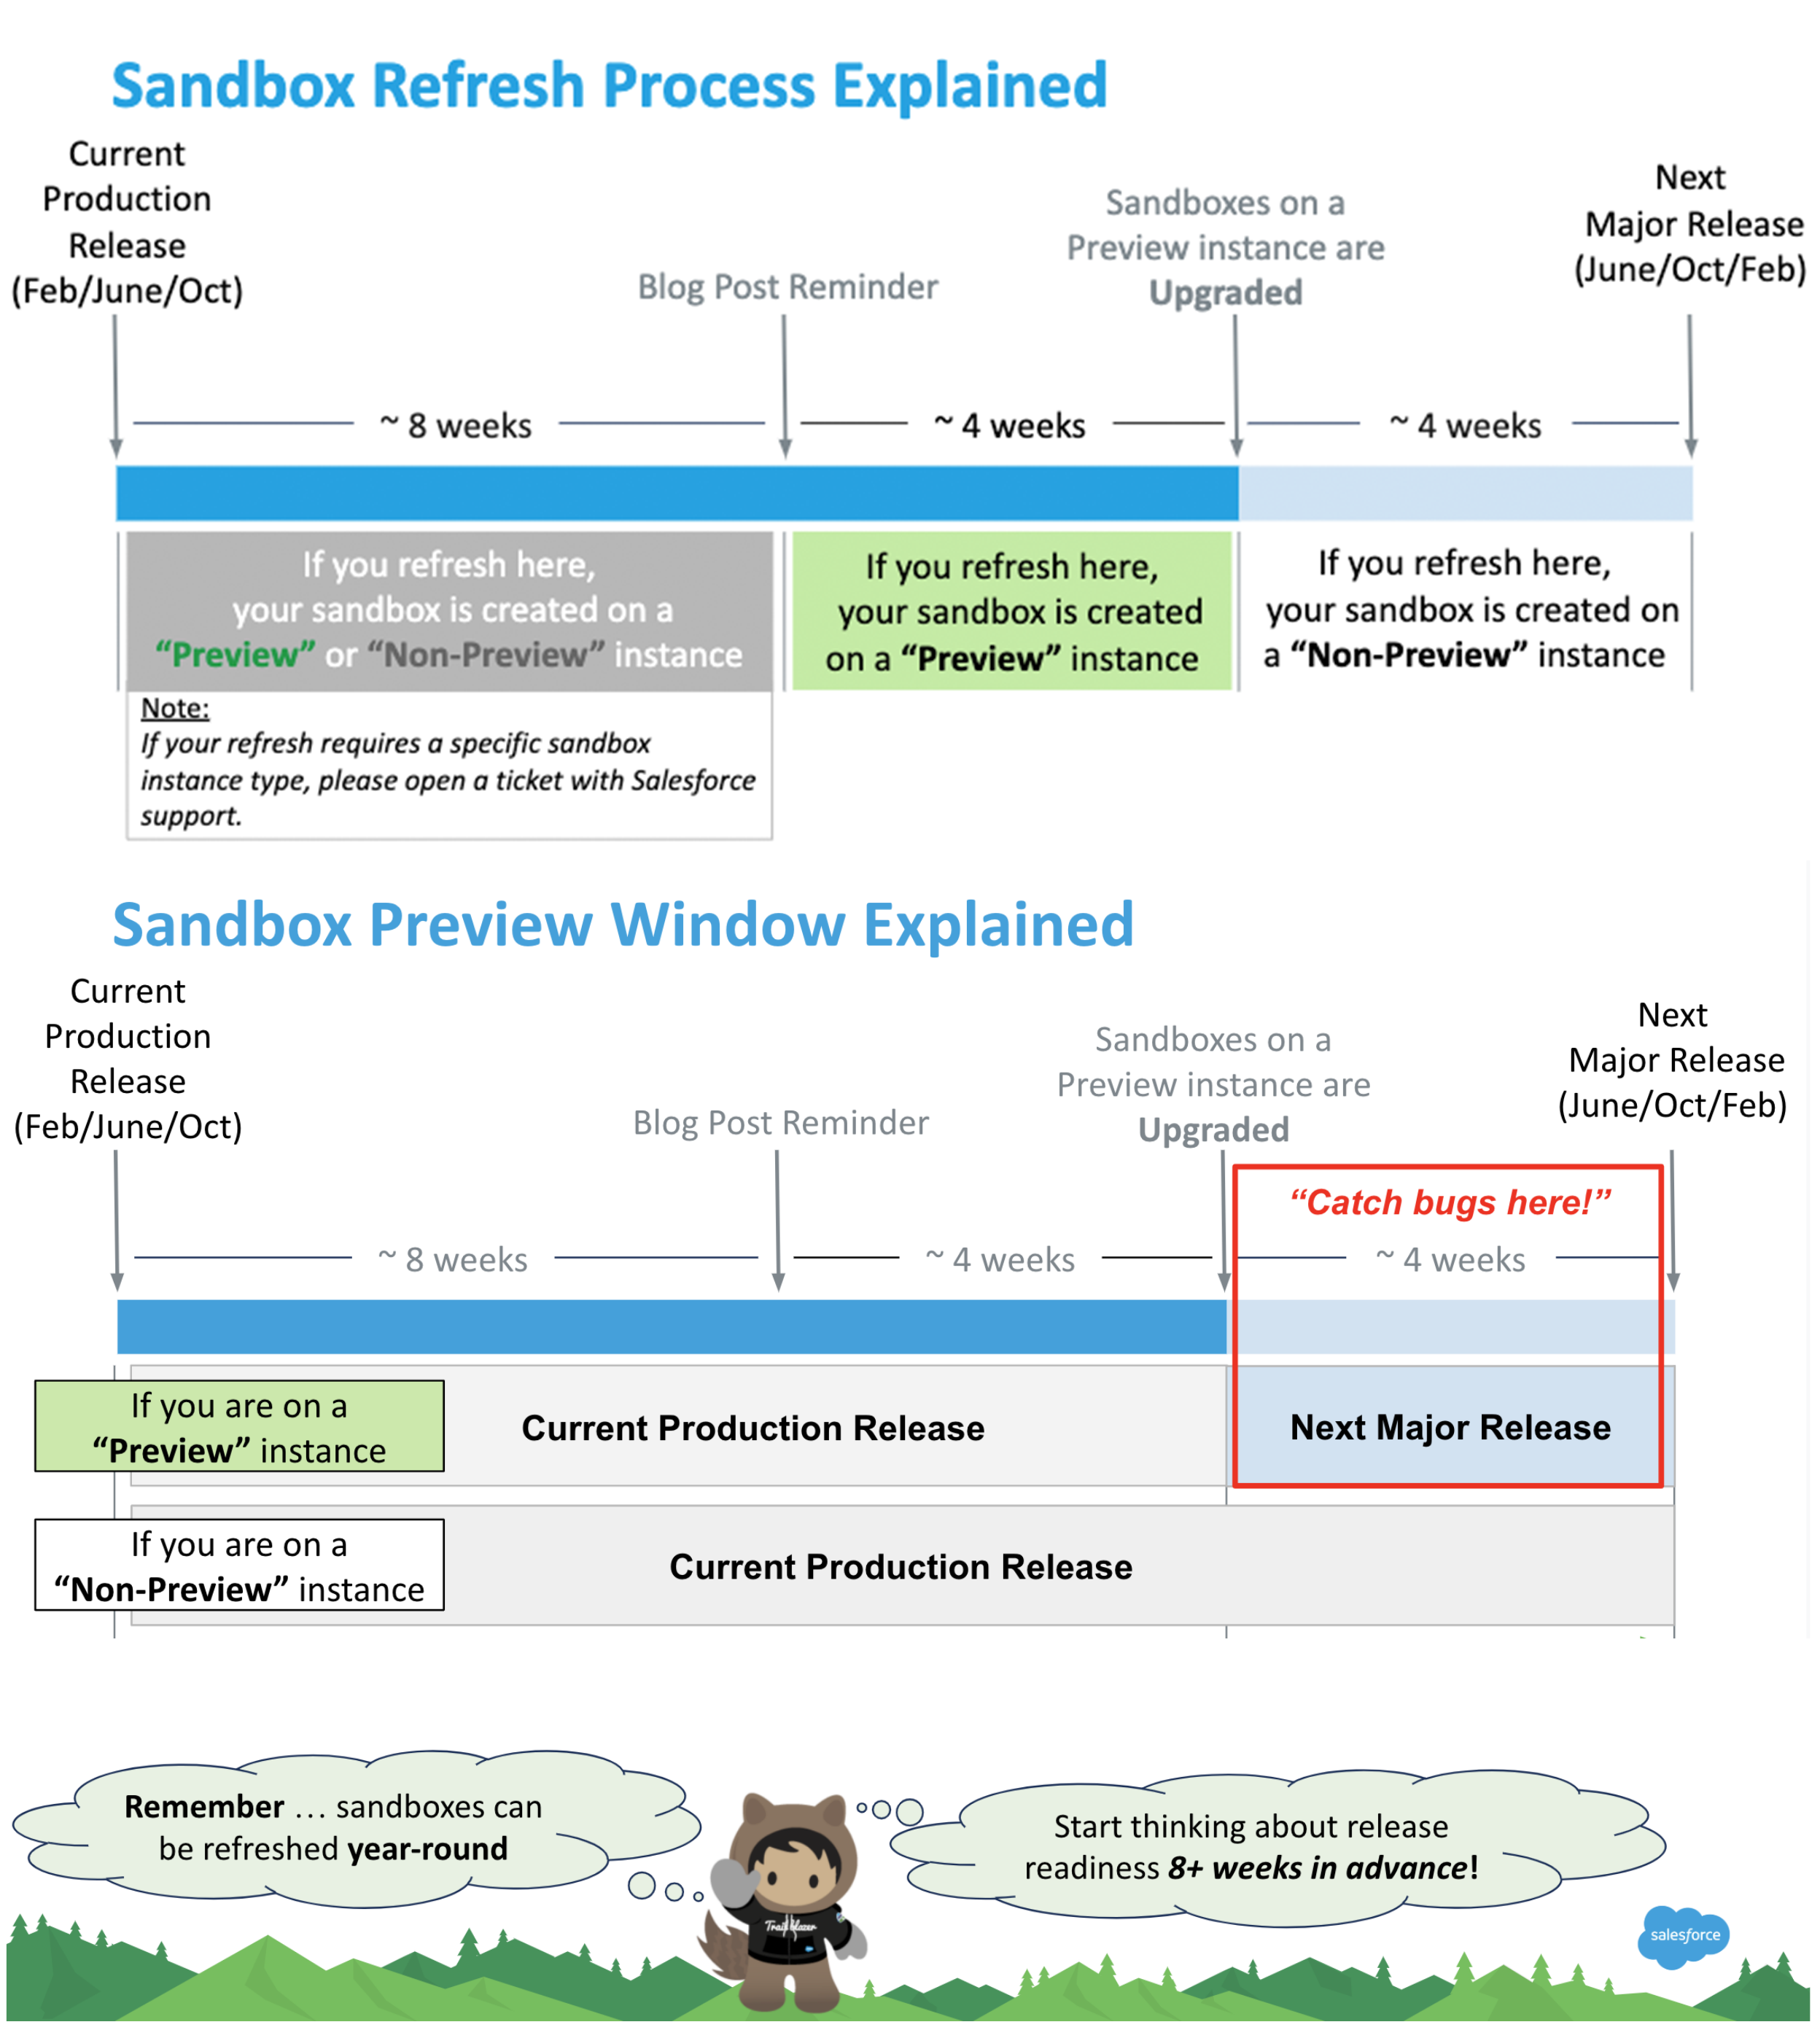 Sandbox Refresh Process Explained
Current
Production
Release
(Feb/June/Oct)
Blog Post Reminder
Sandboxes on a
Preview instance are
Upgraded
Next
Major Release
(June/Oct/Feb)
~ 8 weeks
~ 4 weeks
~ 4 weeks
If you refresh here,
your sandbox is created on a
“Preview” or “Non-Preview” instance
If you refresh here,
your sandbox is created
on a “Preview” instance
If you refresh here,
your sandbox is created on
a “Non-Preview” instance
Note:
If your refresh requires a specific sandbox
instance type, please open a ticket with Salesforce
support.
Sandbox Preview Window Explained
Current
Production
Release
(Feb/June/Oct)
Blog Post Reminder
Sandboxes on a
Preview instance are
Upgraded
Next
Major Release
(June/Oct/Feb)
“Catch bugs here!”
~ 8 weeks
~ 4 weeks
~ 4 weeks
If you are on a
“Preview” instance
Current Production Release
Next Major Release
If you are on a
“Non-Preview” instance
Current Production Release
Remember … sandboxes can
be refreshed year-round
Start thinking about release
readiness 8+ weeks in advance!
Trailblazer
salesforce